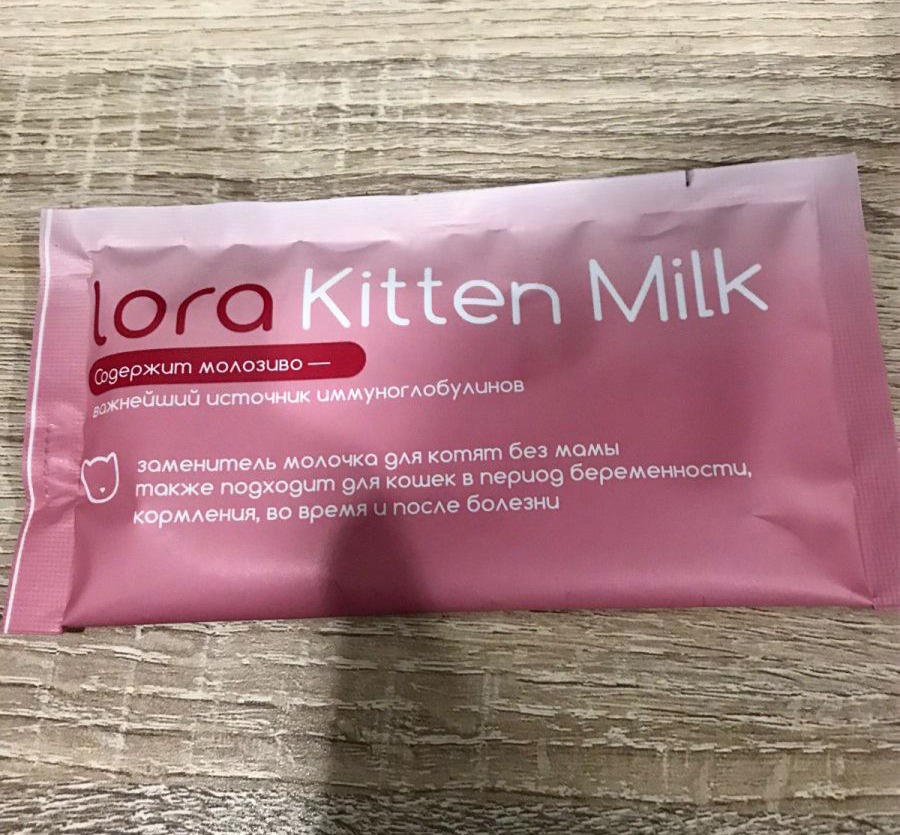 lora Kitten Milk
Содержит молозиво —
важнейший источник иммуноглобулинов
заменитель молочка для котят без мамы
также подходит для кошек в период беременности,
кормления, во время и после болезни